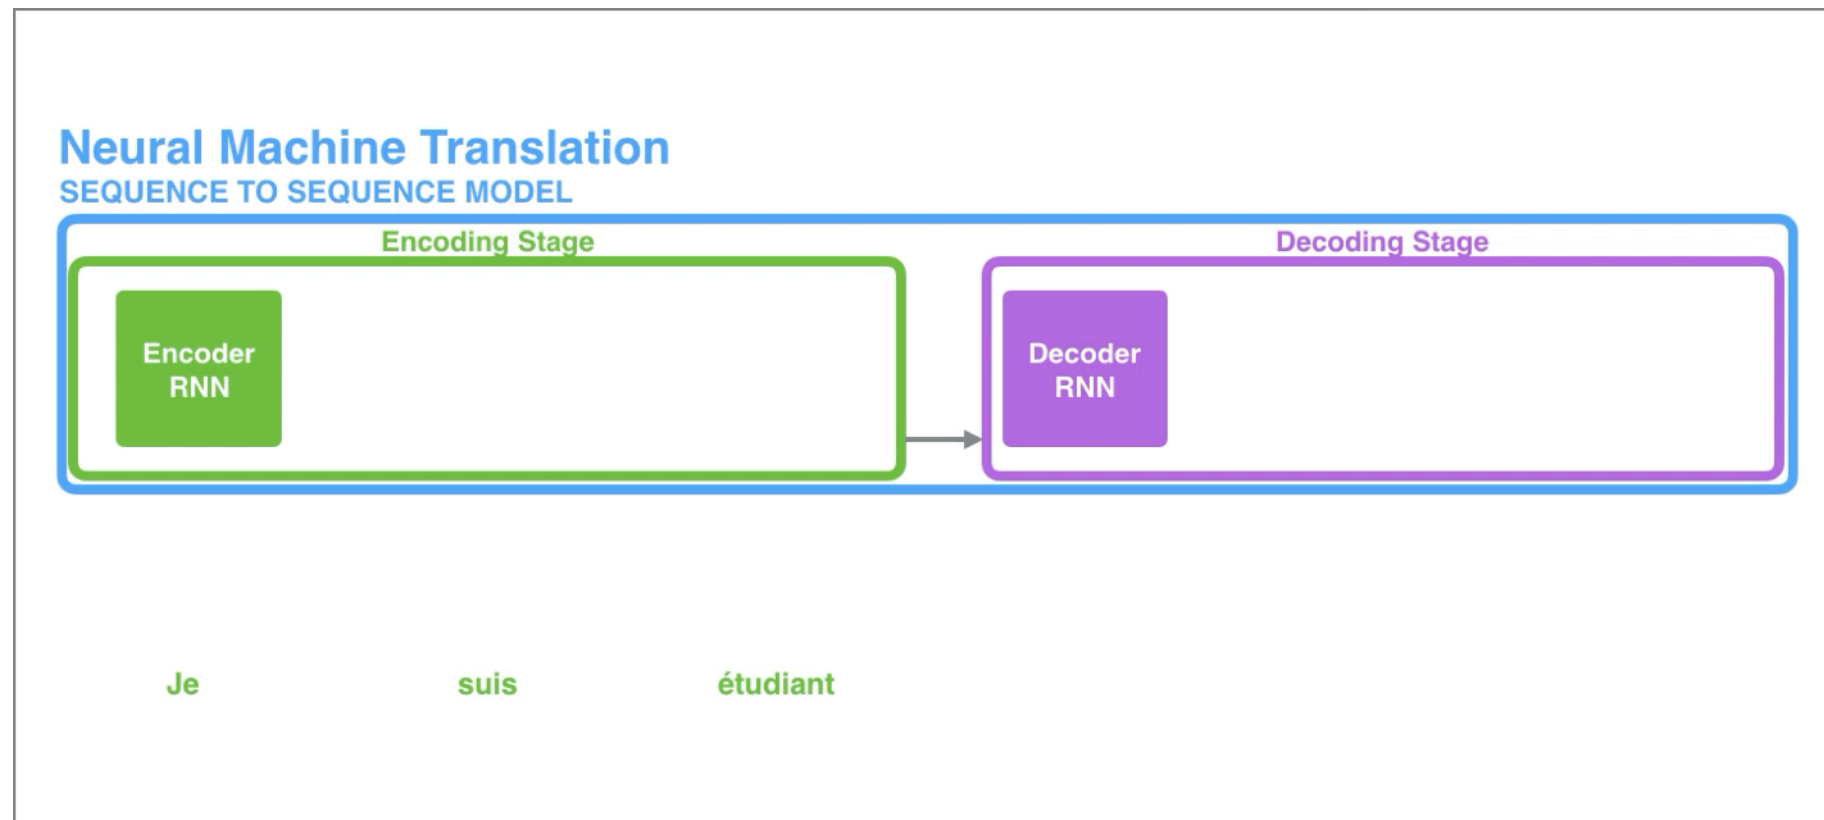 Neural Machine Translation
SEQUENCE TO SEQUENCE MODEL
Encoding Stage
Decoding Stage
Encoder
RNN
Decoder
RNN
Je suis étudiant